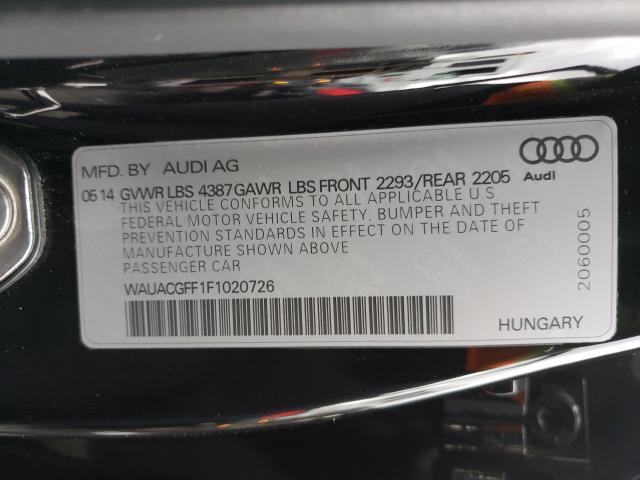 MFD. BY AUDI AG
05 14 GVWR LBS 4387 GAWR LBS FRONT 2293/REAR 2205
Audi
THIS VEHICLE CONFORMS TO ALL APPLICABLE U.S.
FEDERAL MOTOR VEHICLE SAFETY, BUMPER AND THEFT
PREVENTION STANDARDS IN EFFECT ON THE DATE OF
MANUFACTURE SHOWN ABOVE
PASSENGER CAR
2060005
WAUACGFF1F1020726
HUNGARY